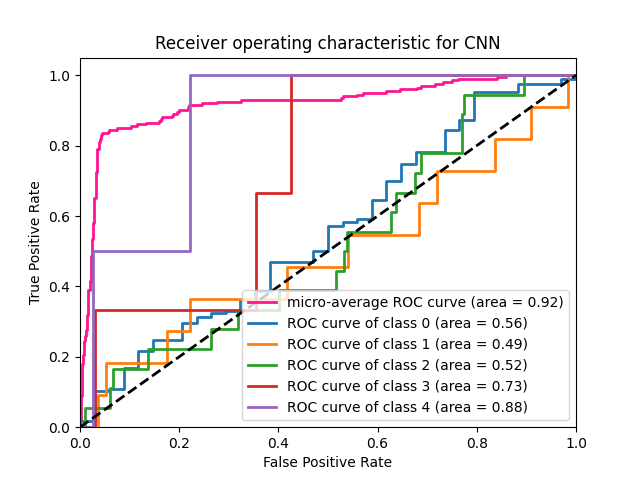 Receiver operating characteristic for CNN
True Positive Rate
1.0
0.8
0.6
0.4
0.2
0.0
micro-average ROC curve (area = 0.92)
ROC curve of class 0 (area = 0.56)
ROC curve of class 1 (area = 0.49)
ROC curve of class 2 (area = 0.52)
ROC curve of class 3 (area = 0.73)
ROC curve of class 4 (area = 0.88)
0.0 0.2 0.4 0.6 0.8 1.0
False Positive Rate